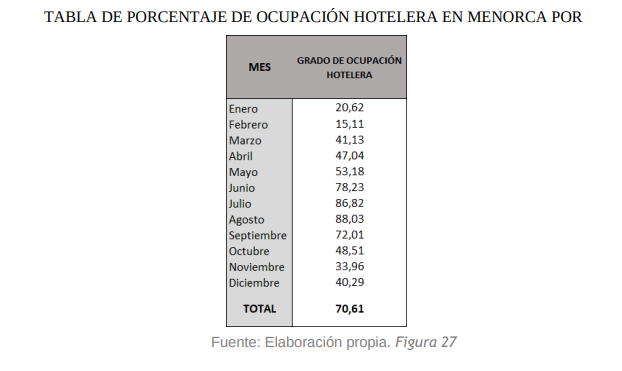 TABLA DE PORCENTAJE DE OCUPACIÓN HOTELERA EN MENORCA POR
MES GRADO DE OCUPACIÓN
HOTELERA
Enero 20,62
Febrero 15,11
Marzo 41,13
Abril 47,04
Mayo 53,18
Junio 78,23
Julio 86,82
Agosto 88,03
Septiembre 72,01
Octubre 48,51
Noviembre 33,96
Diciembre 40,29
TOTAL 70,61
Fuente: Elaboración propia. Figura 27